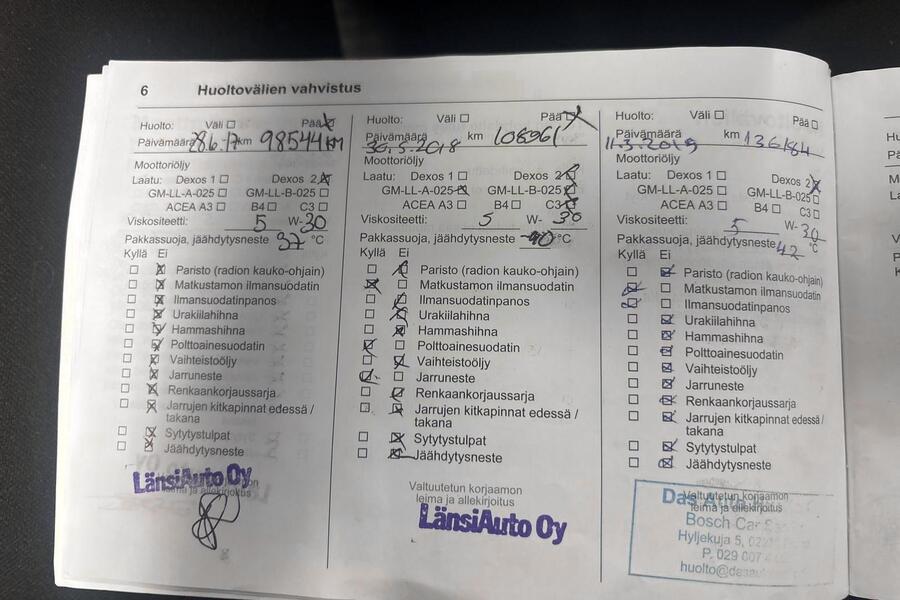 6 Huoltovälien vahvistus
Huolto: Väli Pää
Päivämäärä 28.6.17 km 98544 KM
Moottoriöljy
Laatu: Dexos 1 Dexos 2
GM-LL-A-025 GM-LL-B-025
ACEA A3 B4 C3
Viskositeetti: 5 W-30
Pakkassuoja, jäähdytysneste 37 °C
Kyllä Ei
Paristo (radion kauko-ohjain)
Matkustamon ilmansuodatin
Ilmansuodatinpanos
Urakiilahihna
Hammashihna
Polttoainesuodatin
Vaihteistoöljy
Jarruneste
Renkaankorjaussarja
Jarrujen kitkapinnat edessä /
takana
Sytytystulpat
Jäähdytysneste
LänsiAuto Oy
leima ja allekirjoitus
Huolto: Väli Pää
Päivämäärä 30.5.2018 km 108961
Moottoriöljy
Laatu: Dexos 1 Dexos 2
GM-LL-A-025 GM-LL-B-025
ACEA A3 B4 C3
Viskositeetti: 5 W-30
Pakkassuoja, jäähdytysneste -40 °C
Kyllä Ei
Paristo (radion kauko-ohjain)
Matkustamon ilmansuodatin
Ilmansuodatinpanos
Urakiilahihna
Hammashihna
Polttoainesuodatin
Vaihteistoöljy
Jarruneste
Renkaankorjaussarja
Jarrujen kitkapinnat edessä /
takana
Sytytystulpat
Jäähdytysneste
Valtuutetun korjaamon
leima ja allekirjoitus
LänsiAuto Oy
Huolto: Väli Pää
Päivämäärä 11.3.2019 km 136184
Moottoriöljy
Laatu: Dexos 1 Dexos 2
GM-LL-A-025 GM-LL-B-025
ACEA A3 B4 C3
Viskositeetti: 5 W-30
Pakkassuoja, jäähdytysneste 42 °C
Kyllä Ei
Paristo (radion kauko-ohjain)
Matkustamon ilmansuodatin
Ilmansuodatinpanos
Urakiilahihna
Hammashihna
Polttoainesuodatin
Vaihteistoöljy
Jarruneste
Renkaankorjaussarja
Jarrujen kitkapinnat edessä /
takana
Sytytystulpat
Jäähdytysneste
Valtuutetun korjaamon
leima ja allekirjoitus
Das
Bosch Car
Hyljekuja 5,
P. 029 007
huolto@